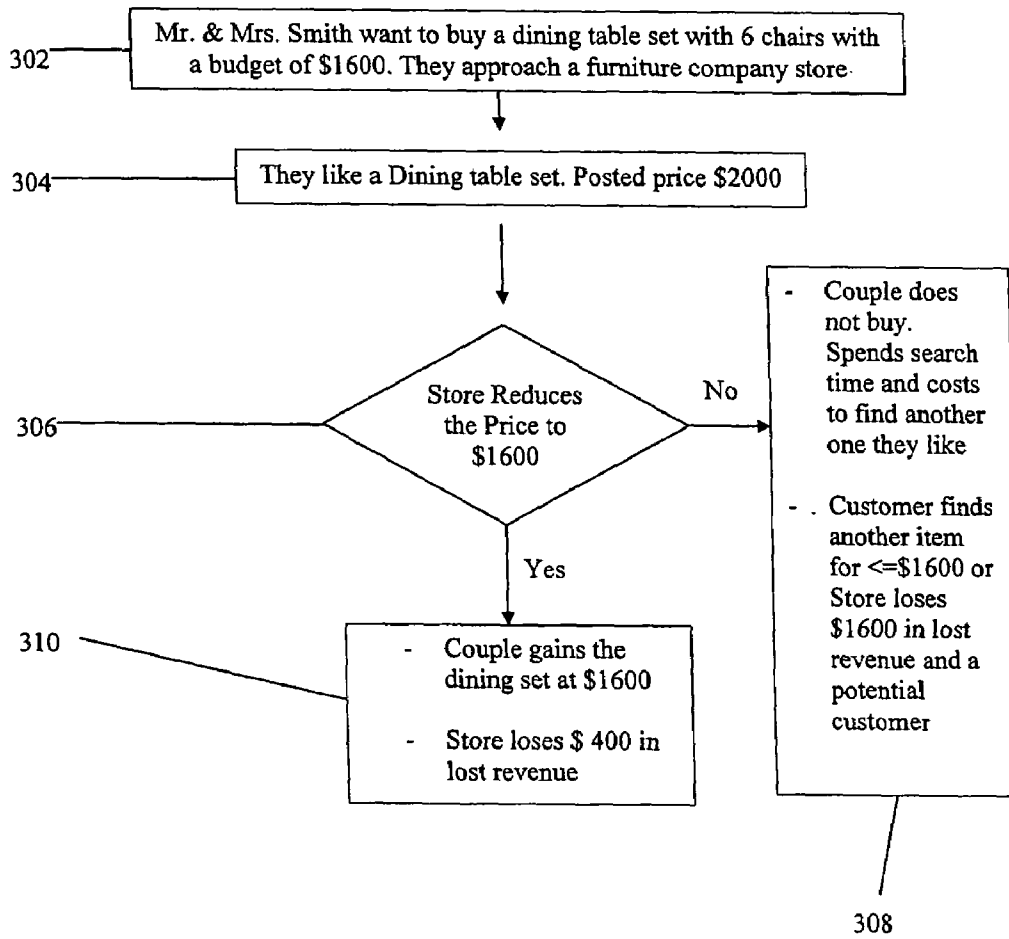 302
Mr. & Mrs. Smith want to buy a dining table set with 6 chairs with
a budget of $1600. They approach a furniture company store
304
They like a Dining table set. Posted price $2000
306
Store Reduces
the Price to
$1600
No
- Couple does
not buy.
Spends search
time and costs
to find another
one they like
- . Customer finds
another item
for <=$1600 or
Store loses
$1600 in lost
revenue and a
potential
customer
Yes
310
- Couple gains the
dining set at $1600
- Store loses $ 400 in
lost revenue
308